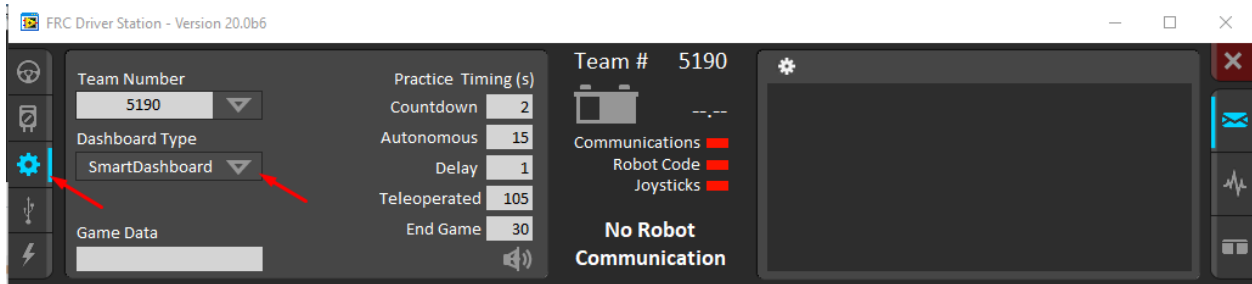 FRC Driver Station - Version 20.0b6
Team Number
5190
Dashboard Type
SmartDashboard
Game Data
Practice Timing (s)
Countdown 2
Autonomous 15
Delay 1
Teleoperated 105
End Game 30
Team # 5190
--.--
Communications
Robot Code
Joysticks
No Robot
Communication